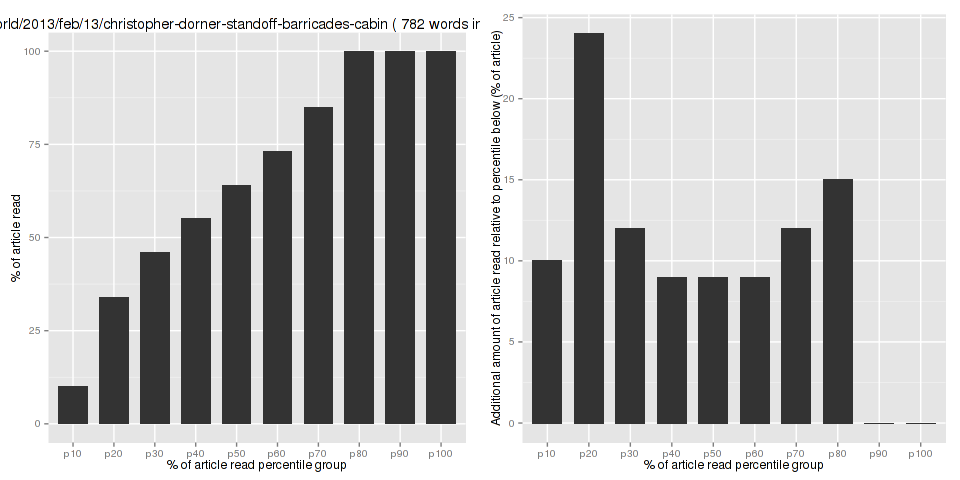 orld/2013/feb/13/christopher-dorner-standoff-barricades-cabin ( 782 words ir
% of article read
100
75
50
25
0
p10 p20 p30 p40 p50 p60 p70 p80 p90 p100
% of article read percentile group
Additional amount of article read relative to percentile below (% of article)
25
20
15
10
5
0
p10 p20 p30 p40 p50 p60 p70 p80 p90 p100
% of article read percentile group